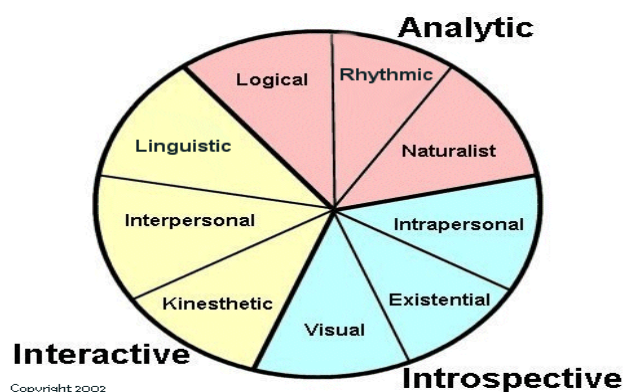 Analytic
Logical
Rhythmic
Naturalist
Linguistic
Interpersonal
Kinesthetic
Intrapersonal
Existential
Visual
Interactive
Introspective
Copyright 2002